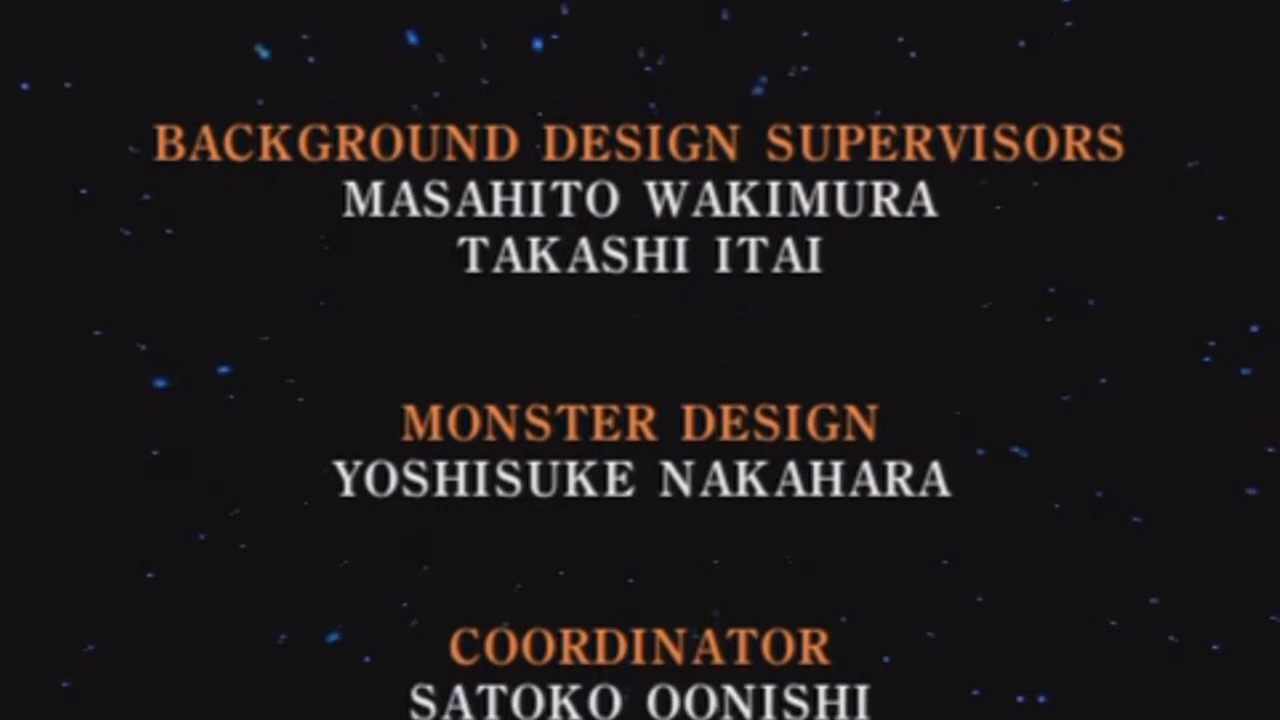 BACKGROUND DESIGN SUPERVISORS
MASAHITO WAKIMURA
TAKASHI ITAI
MONSTER DESIGN
YOSHISUKE NAKAHARA
COORDINATOR
SATOKO OONISHI